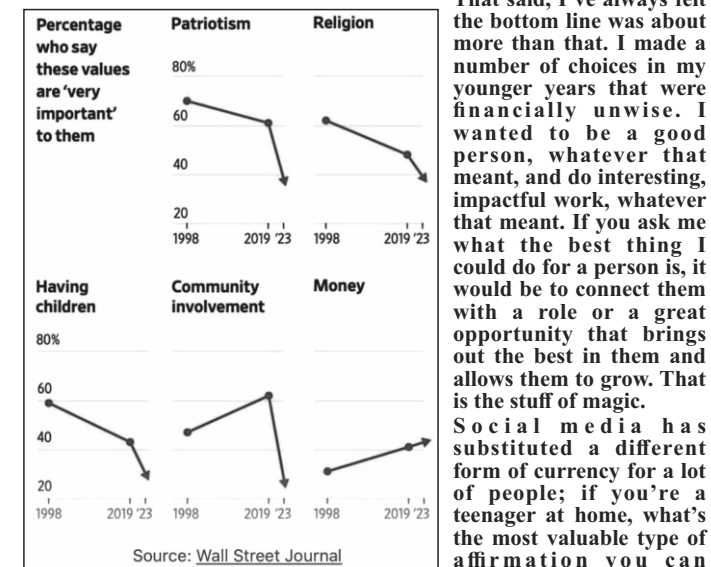 Percentage
who say
these values
are ‘very
important’
to them
Patriotism
80%
60
40
20
1998 2019 ’23
Religion
1998 2019 ’23
Having
children
80%
60
40
20
1998 2019 ’23
Community
involvement
1998 2019 ’23
Money
1998 2019 ’23
Source: Wall Street Journal
That said, I’ve always felt
the bottom line was about
more than that. I made a
number of choices in my
younger years that were
financially unwise. I
wanted to be a good
person, whatever that
meant, and do interesting,
impactful work, whatever
that meant. If you ask me
what the best thing I
could do for a person is, it
would be to connect them
with a role or a great
opportunity that brings
out the best in them and
allows them to grow. That
is the stuff of magic.
Social media has
substituted a different
form of currency for a lot
of people; if you’re a
teenager at home, what’s
the most valuable type of
affirmation you can